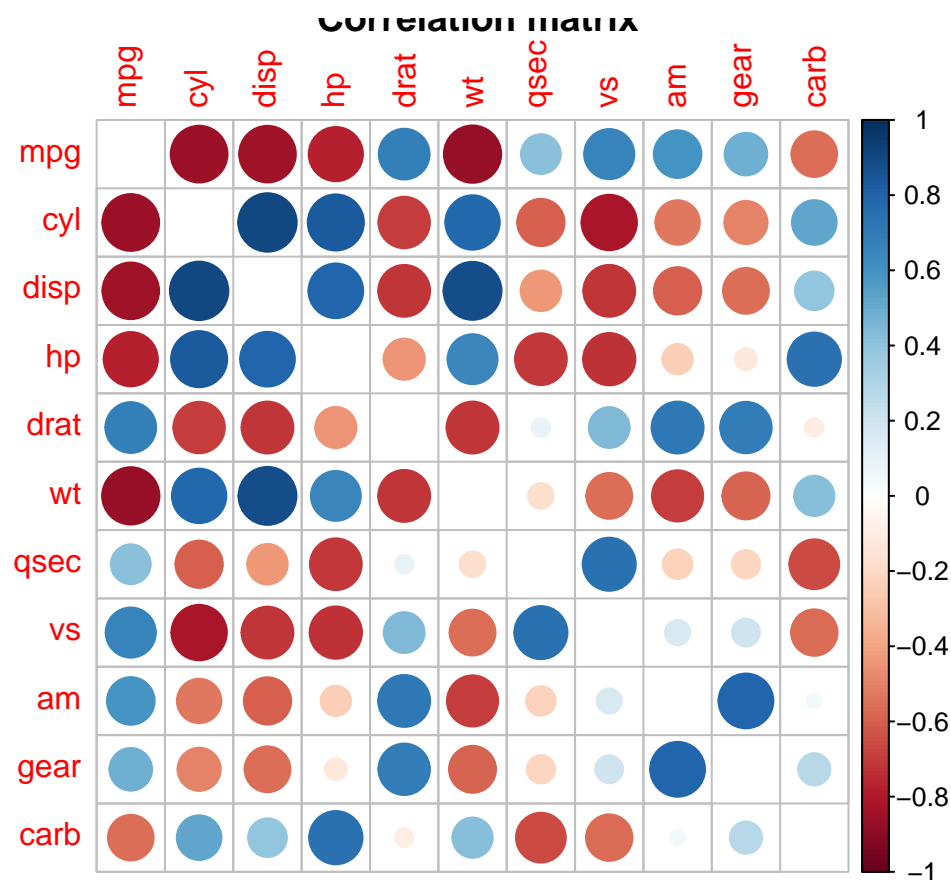 Correlation matrix
mpg cyl disp hp drat wt qsec vs am gear carb
mpg
cyl
disp
hp
drat
wt
qsec
vs
am
gear
carb
1
0.8
0.6
0.4
0.2
0
−0.2
−0.4
−0.6
−0.8
−1